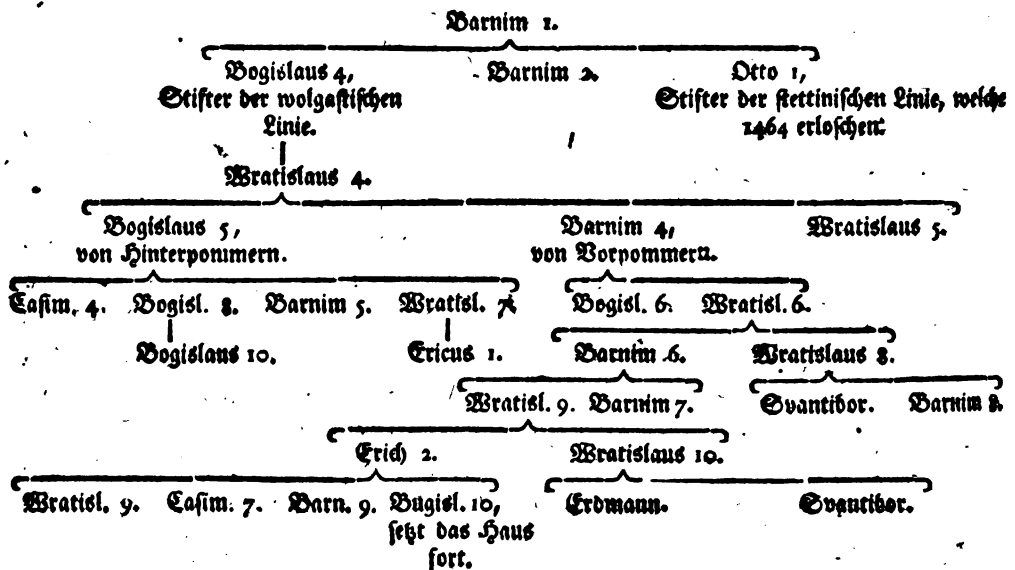 Barnim 1.
Bogislaus 4, Barnim 2. Otto 1,
Stifter der wolgastischen Stifter der stettinischen Linie, welche
Linie. 1464 erloschen.
Wratislaus 4.
Bogislaus 5, Barnim 4, Wratislaus 5.
von Hinterpommern. von Vorpommern.
Casim. 4. Bogisl. 8. Barnim 5. Wratisl. 7. Bogisl. 6. Wratisl. 6.
Bogislaus 10. Ericus 1. Barnim 6. Wratislaus 8.
Wratisl. 9. Barnim 7. Svantibor. Barnim 8.
Erich 2. Wratislaus 10.
Wratisl. 9. Casim. 7. Barn. 9. Bugisl. 10, Erdmann. Svantibor.
setzt das Haus
fort.